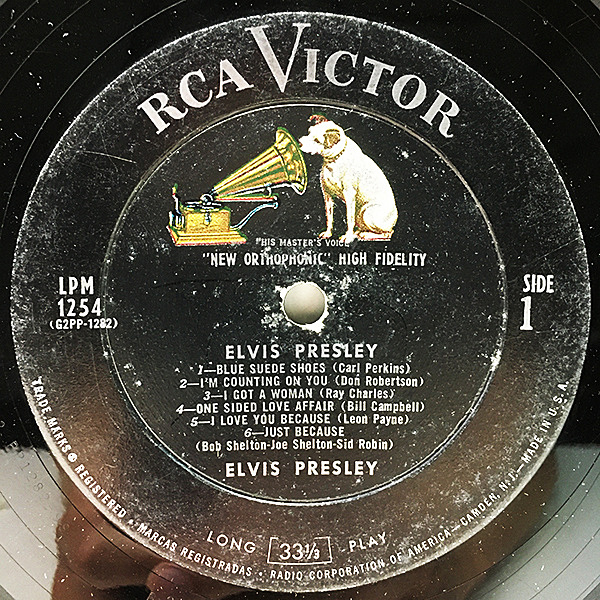 RCA VICTOR
"HIS MASTER'S VOICE"
"NEW ORTHOPHONIC" HIGH FIDELITY
LPM
1254
(G2PP-1282)
SIDE
1
ELVIS PRESLEY
1—BLUE SUEDE SHOES (Carl Perkins)
2—I'M COUNTING ON YOU (Don Robertson)
3—I GOT A WOMAN (Ray Charles)
4—ONE SIDED LOVE AFFAIR (Bill Campbell)
5—I LOVE YOU BECAUSE (Leon Payne)
6—JUST BECAUSE
(Bob Shelton-Joe Shelton-Sid Robin)
ELVIS PRESLEY
LONG 33 1/3 PLAY
TRADE MARKS ® REGISTERED • MARCAS REGISTRADAS • RADIO CORPORATION OF AMERICA—CAMDEN, N.J.—MADE IN U.S.A.